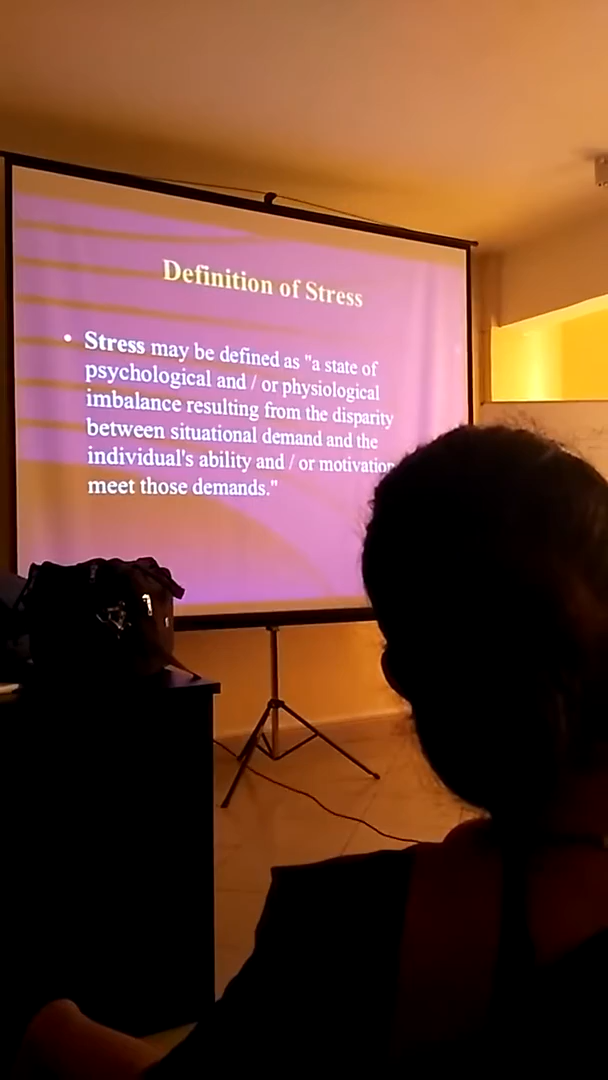 Definition of Stress
• Stress may be defined as "a state of
psychological and / or physiological
imbalance resulting from the disparity
between situational demand and the
individual's ability and / or motivation
meet those demands."